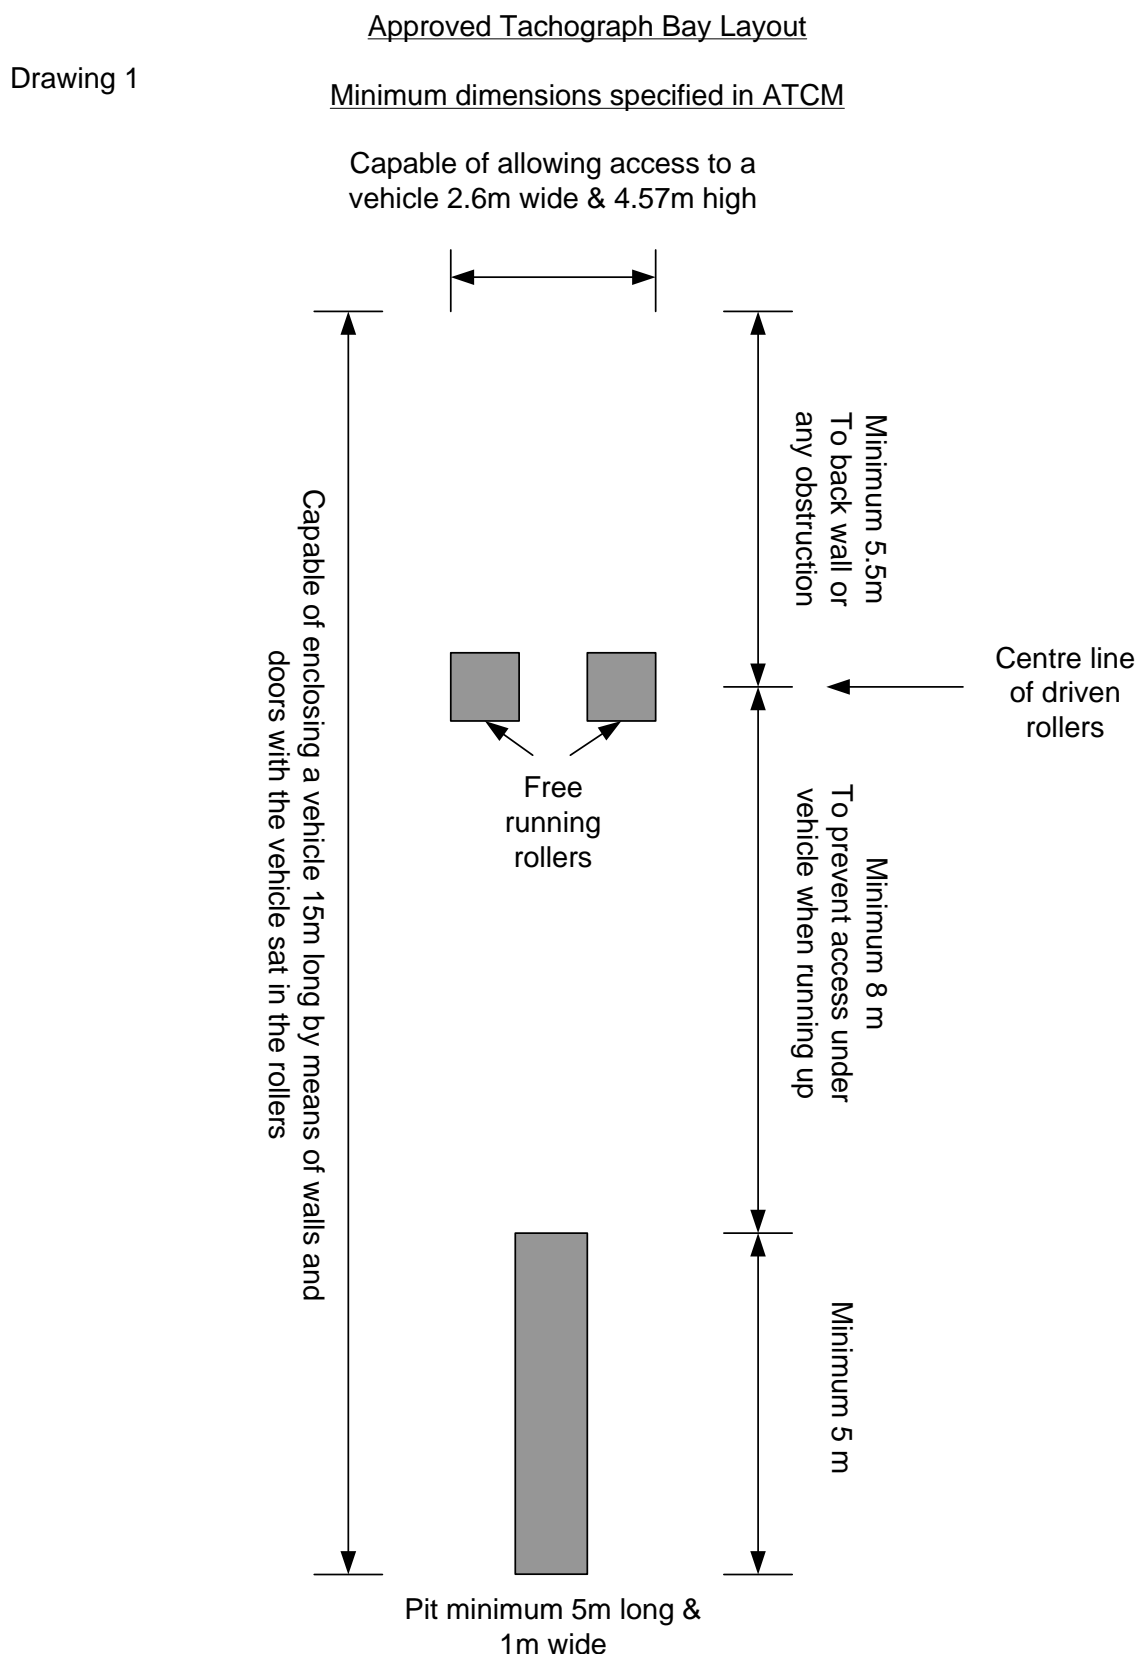 Approved Tachograph Bay Layout
Drawing 1
Minimum dimensions specified in ATCM
Capable of allowing access to a
vehicle 2.6m wide & 4.57m high
Minimum 5.5m
To back wall or
any obstruction
Centre line
of driven
rollers
Free
running
rollers
Capable of enclosing a vehicle 15m long by means of walls and
doors with the vehicle sat in the rollers
Minimum 8 m
To prevent access under
vehicle when running up
Minimum 5 m
Pit minimum 5m long &
1m wide